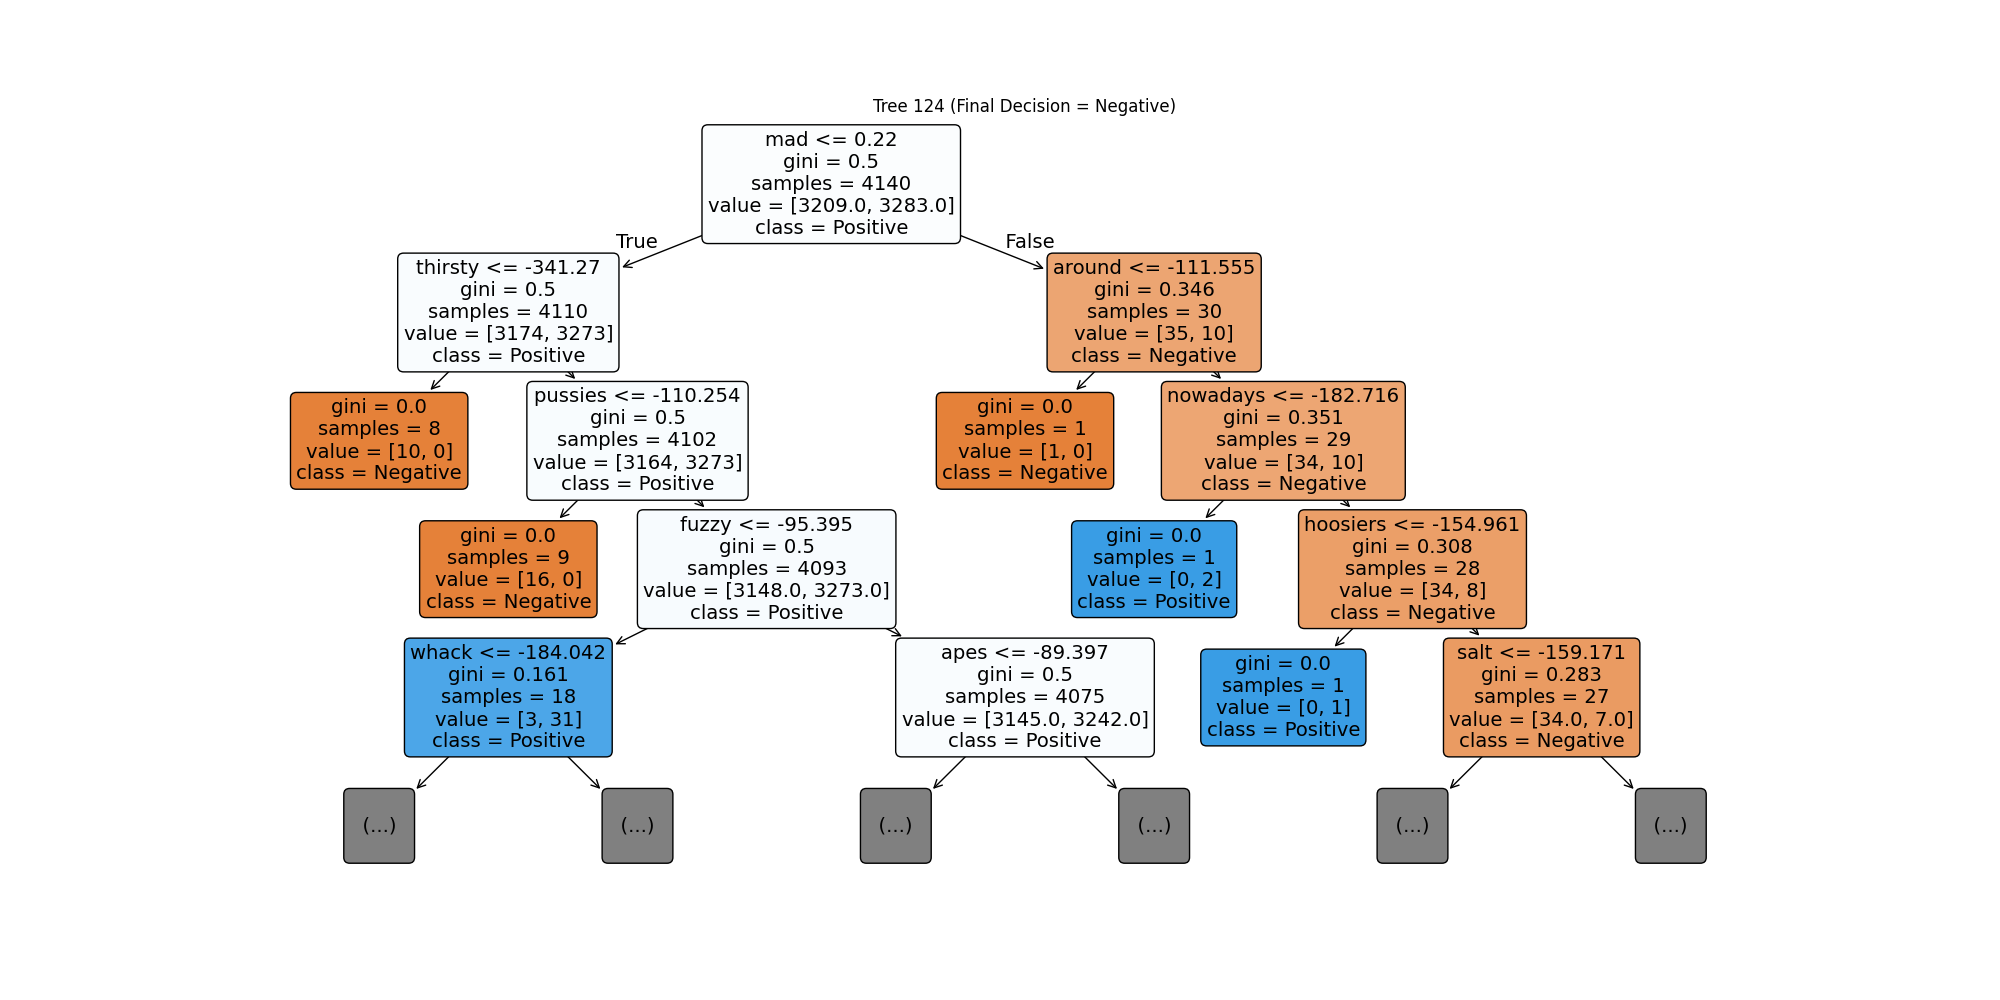 Tree 124 (Final Decision = Negative)
mad <= 0.22
gini = 0.5
samples = 4140
value = [3209.0, 3283.0]
class = Positive
True
False
thirsty <= -341.27
gini = 0.5
samples = 4110
value = [3174, 3273]
class = Positive
around <= -111.555
gini = 0.346
samples = 30
value = [35, 10]
class = Negative
gini = 0.0
samples = 8
value = [10, 0]
class = Negative
pussies <= -110.254
gini = 0.5
samples = 4102
value = [3164, 3273]
class = Positive
gini = 0.0
samples = 1
value = [1, 0]
class = Negative
nowadays <= -182.716
gini = 0.351
samples = 29
value = [34, 10]
class = Negative
gini = 0.0
samples = 9
value = [16, 0]
class = Negative
fuzzy <= -95.395
gini = 0.5
samples = 4093
value = [3148.0, 3273.0]
class = Positive
gini = 0.0
samples = 1
value = [0, 2]
class = Positive
hoosiers <= -154.961
gini = 0.308
samples = 28
value = [34, 8]
class = Negative
whack <= -184.042
gini = 0.161
samples = 18
value = [3, 31]
class = Positive
apes <= -89.397
gini = 0.5
samples = 4075
value = [3145.0, 3242.0]
class = Positive
gini = 0.0
samples = 1
value = [0, 1]
class = Positive
salt <= -159.171
gini = 0.283
samples = 27
value = [34.0, 7.0]
class = Negative
(...)
(...)
(...)
(...)
(...)
(...)